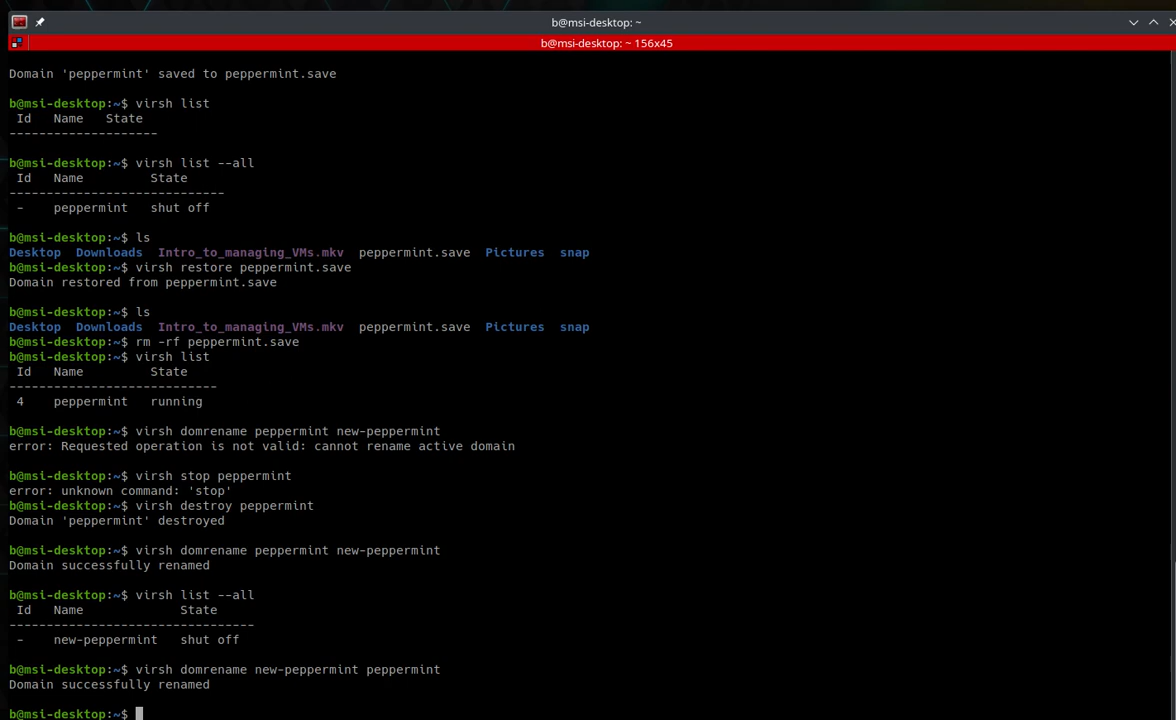 b@msi-desktop: ~
b@msi-desktop: ~ 156x45
Domain 'peppermint' saved to peppermint.save
b@msi-desktop:~$ virsh list
Id   Name   State
---------------------
b@msi-desktop:~$ virsh list --all
Id   Name         State
-----------------------------
-    peppermint   shut off
b@msi-desktop:~$ ls
Desktop  Downloads  Intro_to_managing_VMs.mkv  peppermint.save  Pictures  snap
b@msi-desktop:~$ virsh restore peppermint.save
Domain restored from peppermint.save
b@msi-desktop:~$ ls
Desktop  Downloads  Intro_to_managing_VMs.mkv  peppermint.save  Pictures  snap
b@msi-desktop:~$ rm -rf peppermint.save
b@msi-desktop:~$ virsh list
Id   Name         State
----------------------------
4    peppermint   running
b@msi-desktop:~$ virsh domrename peppermint new-peppermint
error: Requested operation is not valid: cannot rename active domain
b@msi-desktop:~$ virsh stop peppermint
error: unknown command: 'stop'
b@msi-desktop:~$ virsh destroy peppermint
Domain 'peppermint' destroyed
b@msi-desktop:~$ virsh domrename peppermint new-peppermint
Domain successfully renamed
b@msi-desktop:~$ virsh list --all
Id   Name             State
---------------------------------
-    new-peppermint   shut off
b@msi-desktop:~$ virsh domrename new-peppermint peppermint
Domain successfully renamed
b@msi-desktop:~$